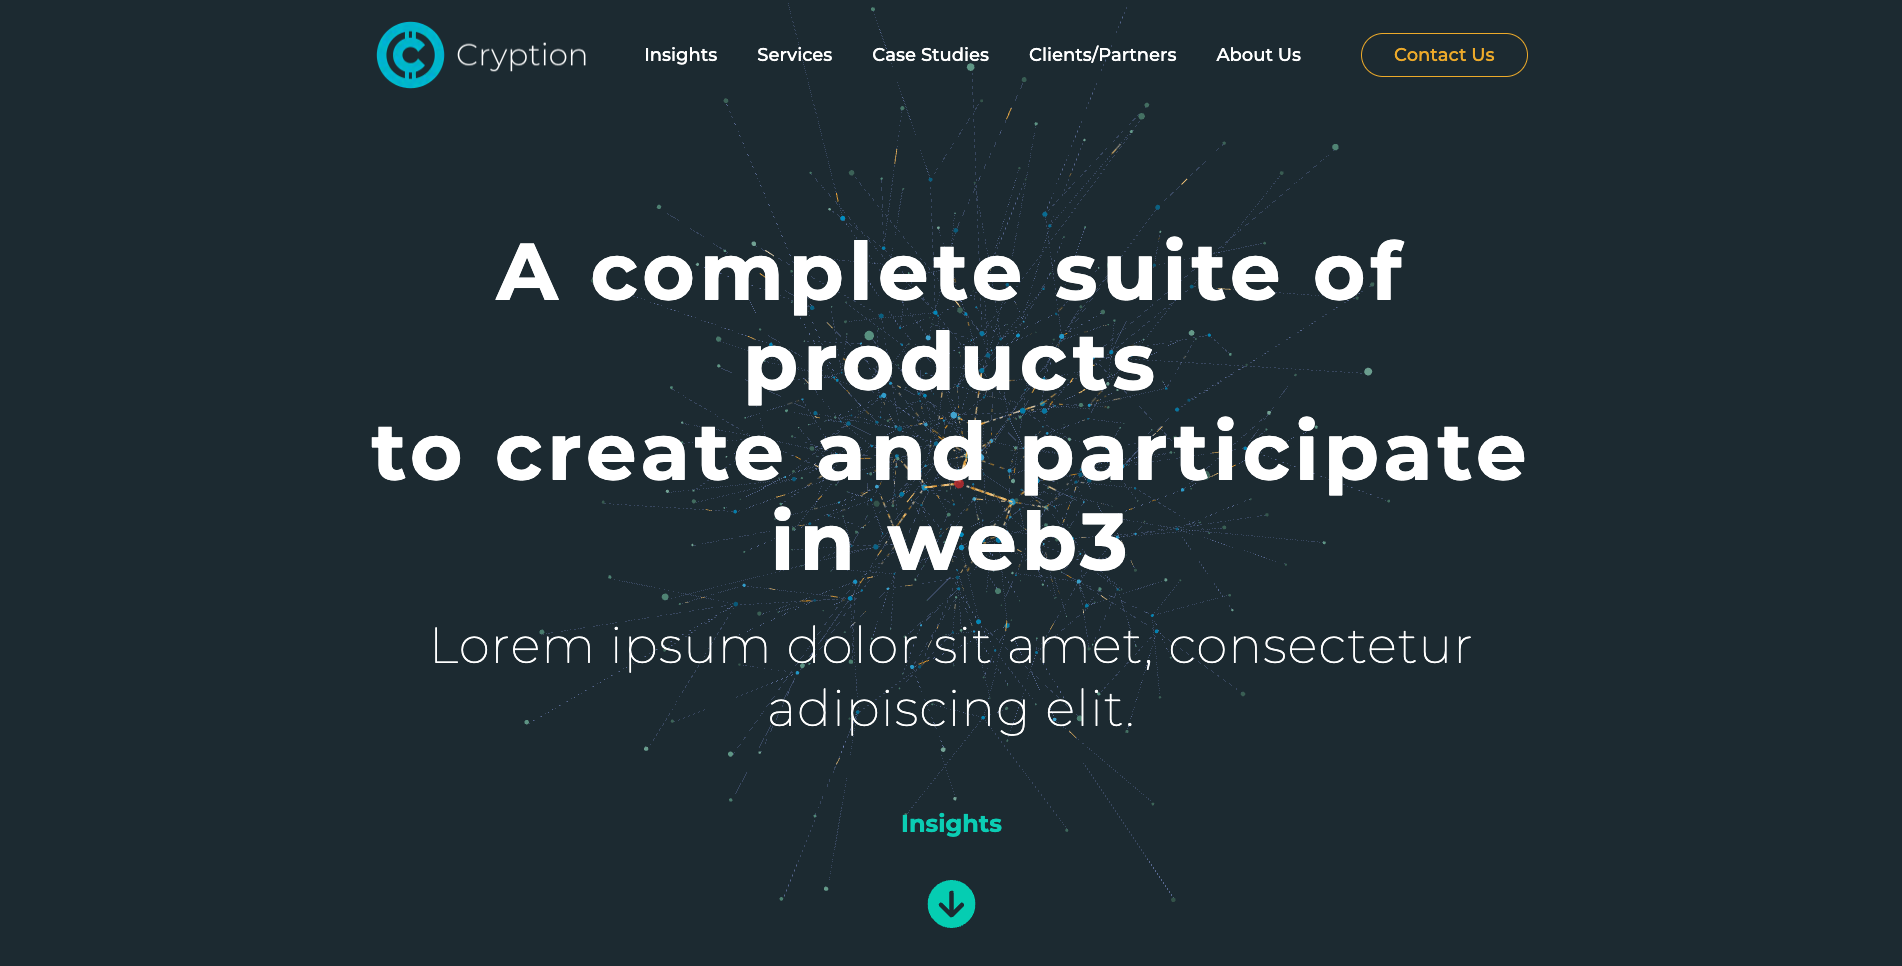 Cryption
Insights
Services
Case Studies
Clients/Partners
About Us
Contact Us
A complete suite of
products
to create and participate
in web3
Lorem ipsum dolor sit amet, consectetur
adipiscing elit.
Insights